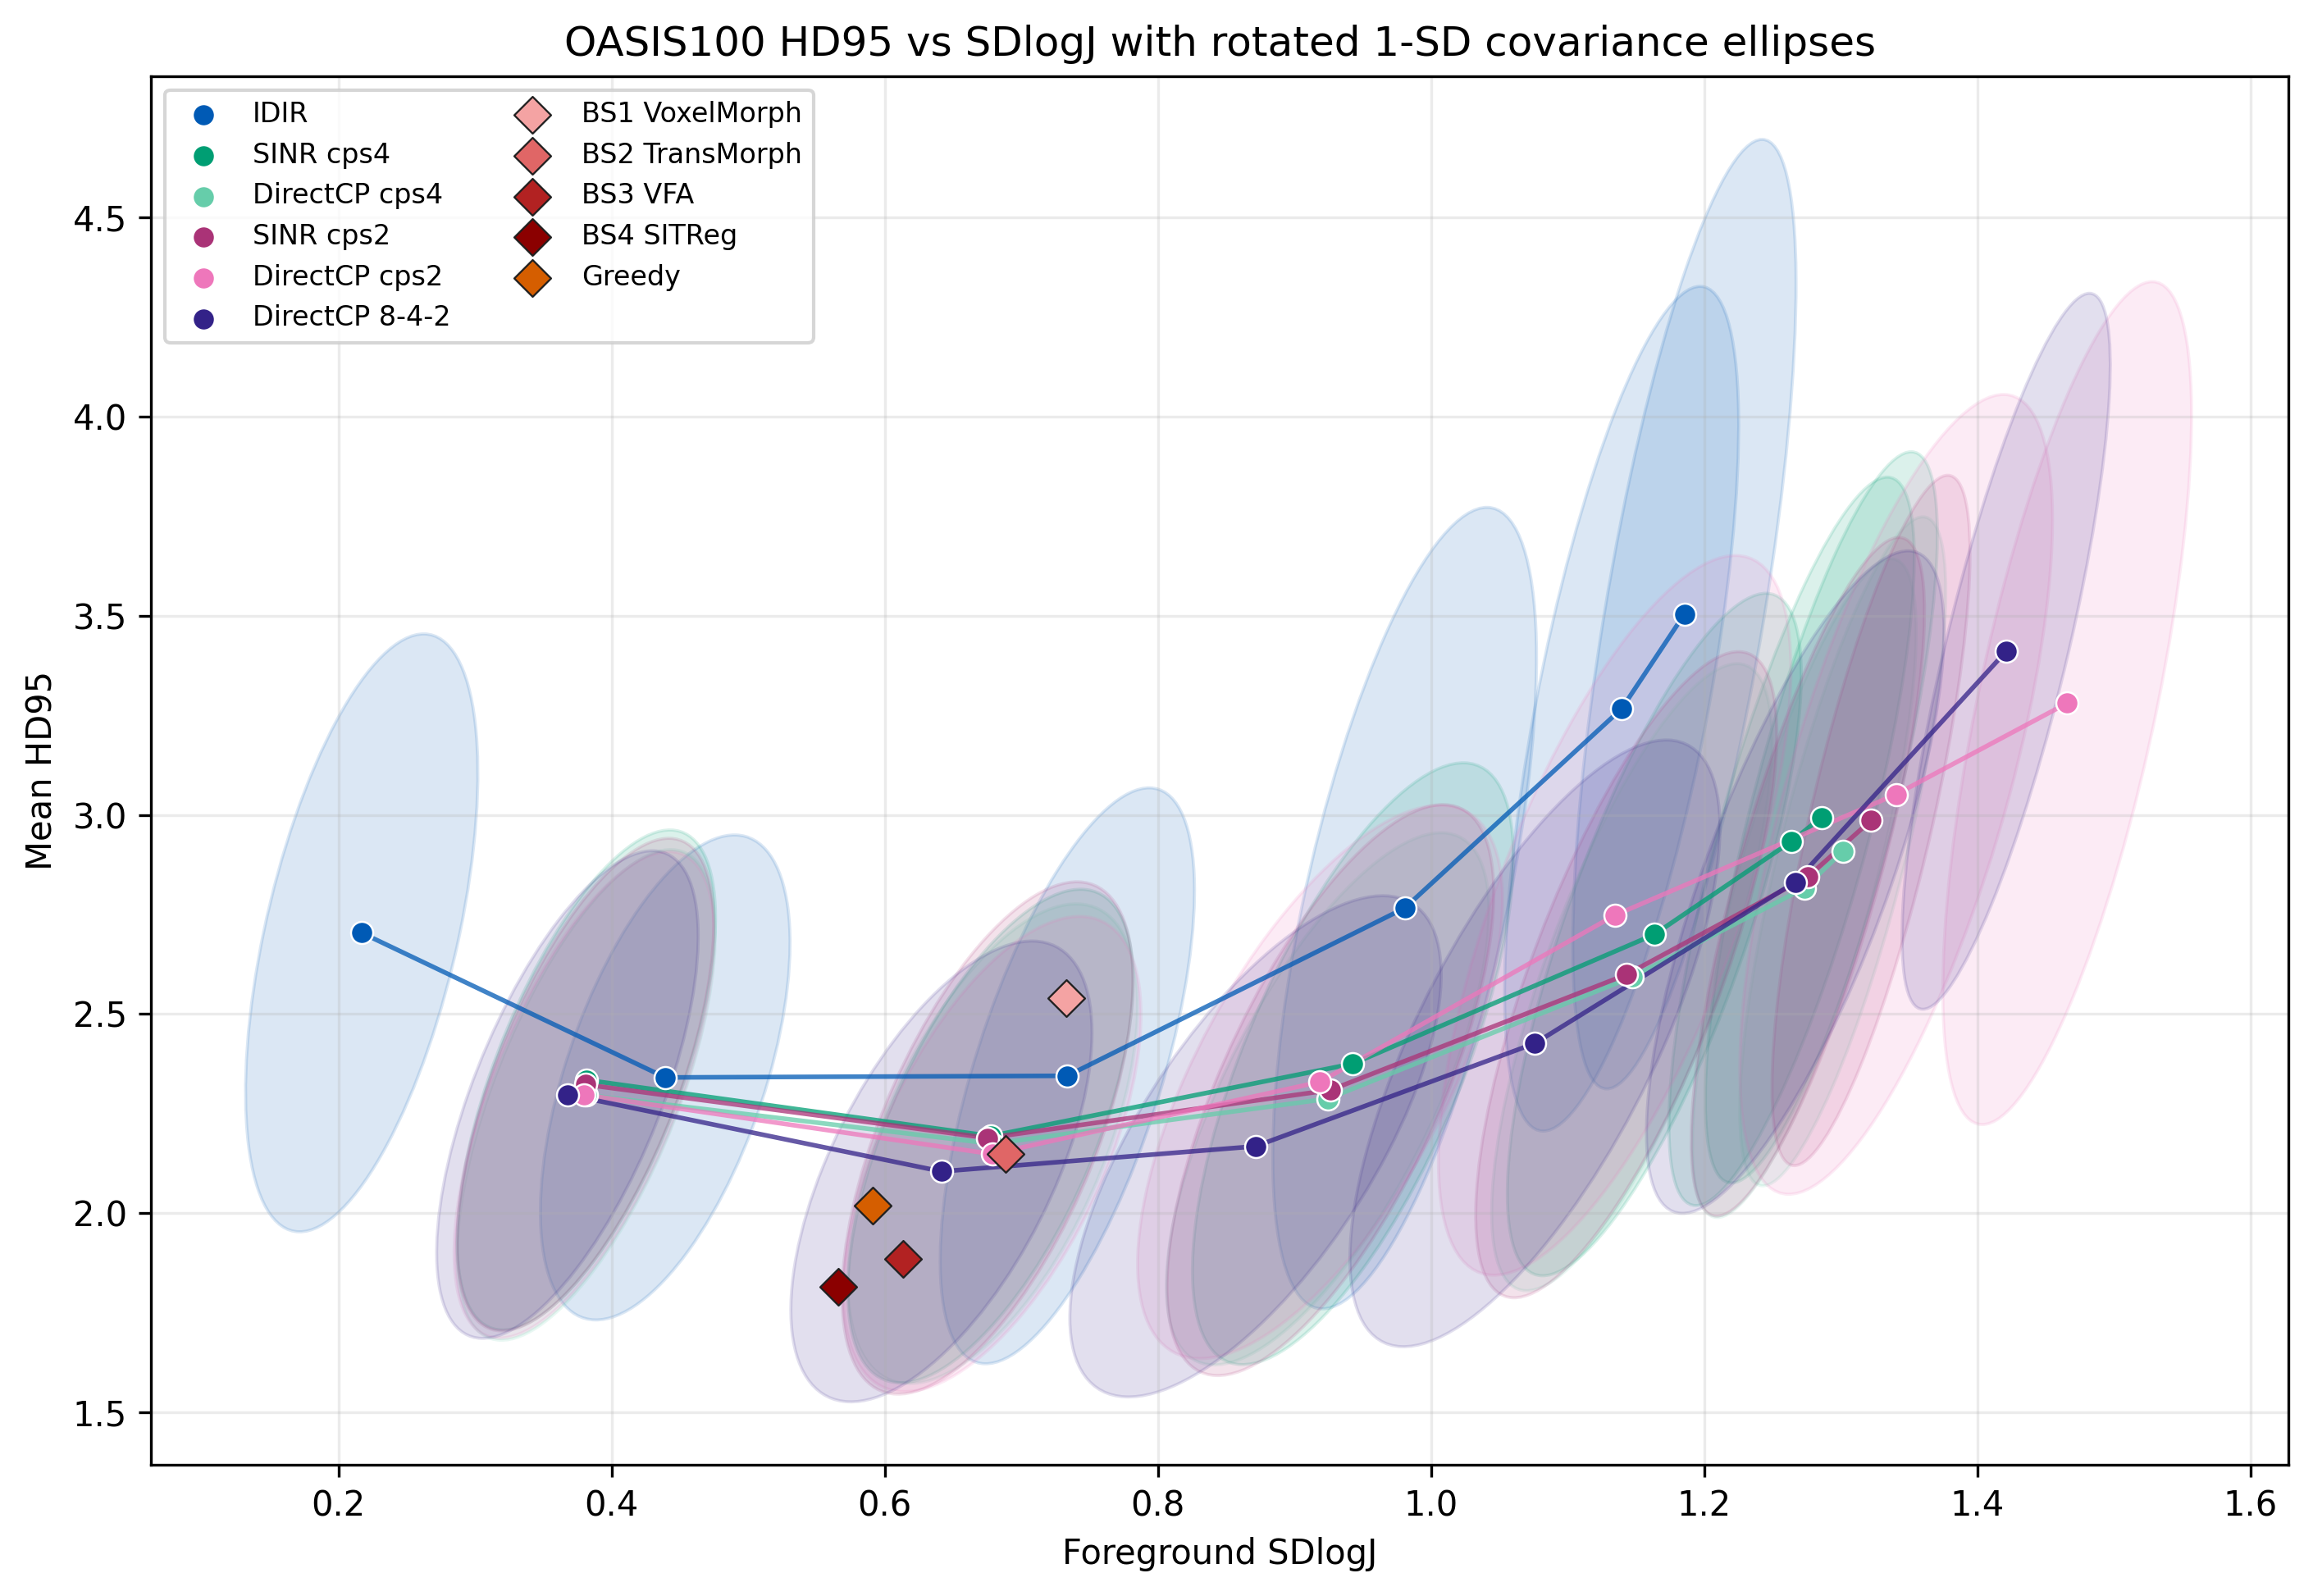 OASIS100 HD95 vs SDlogJ with rotated 1-SD covariance ellipses
IDIR
SINR cps4
DirectCP cps4
SINR cps2
DirectCP cps2
DirectCP 8-4-2
BS1 VoxelMorph
BS2 TransMorph
BS3 VFA
BS4 SITReg
Greedy
Mean HD95
4.5
4.0
3.5
3.0
2.5
2.0
1.5
0.2
0.4
0.6
0.8
1.0
1.2
1.4
1.6
Foreground SDlogJ